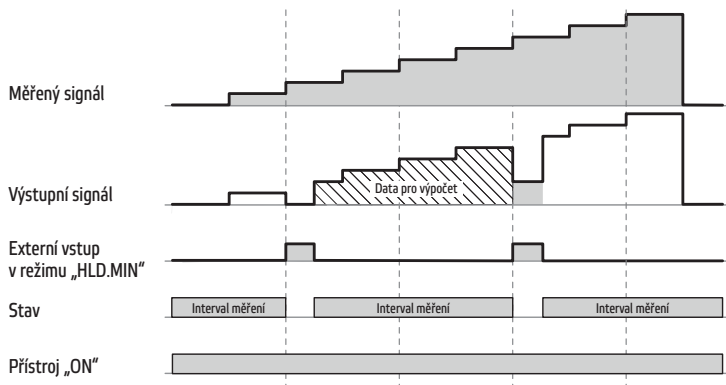 Měřený signál
Výstupní signál
Data pro výpočet
Externí vstup
v režimu „HLD.MIN“
Stav
Interval měření
Interval měření
Interval měření
Přístroj „ON“